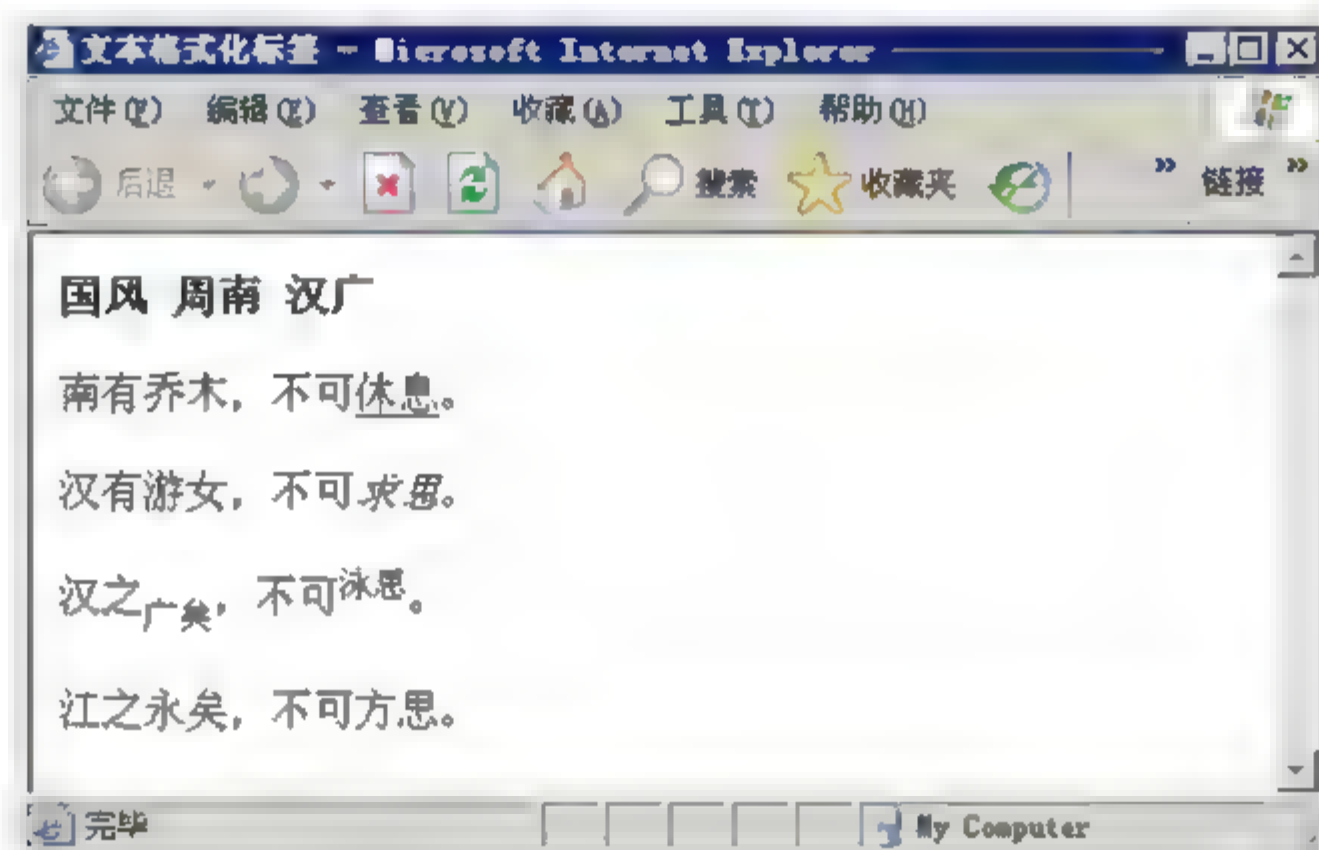 文本格式化标签 - Microsoft Internet Explorer
文件(F) 编辑(E) 查看(V) 收藏(A) 工具(T) 帮助(H)
后退 搜索 收藏夹 » 链接 »
国风 周南 汉广
南有乔木，不可休息。
汉有游女，不可求思。
汉之广矣，不可泳思。
江之永矣，不可方思。
完毕 My Computer